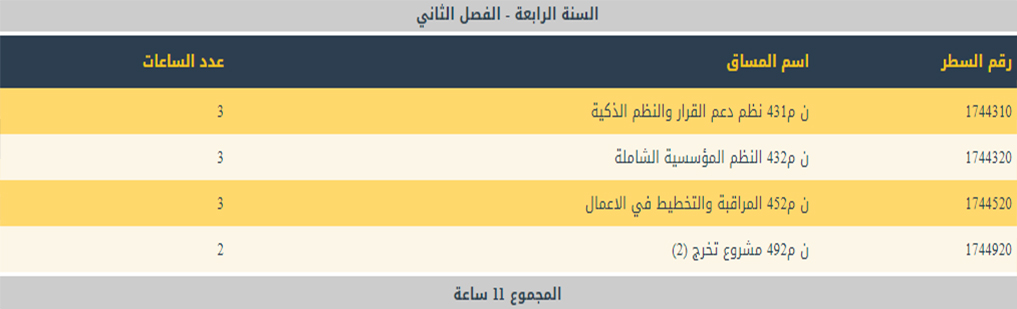 السنة الرابعة - الفصل الثاني
رقم السطر اسم المساق عدد الساعات
1744310 ن م431 نظم دعم القرار والنظم الذكية 3
1744320 ن م432 النظم المؤسسية الشاملة 3
1744520 ن م452 المراقبة والتخطيط في الاعمال 3
1744920 ن م492 مشروع تخرج (2) 2
المجموع 11 ساعة